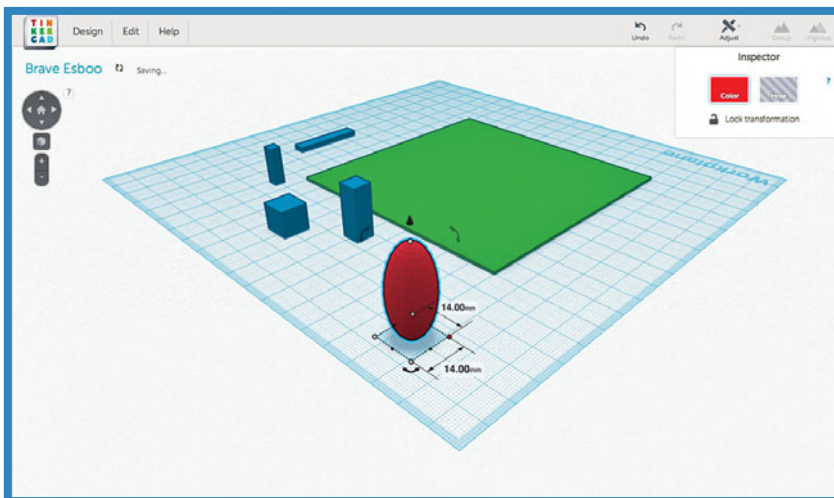 TIN
KER
CAD
Design Edit Help
Undo Redo Adjust Group Ungroup
Brave Esboo Saving...
Inspector
?
?
Color Hole
Lock transformation
Workplane
14.00mm
14.00mm